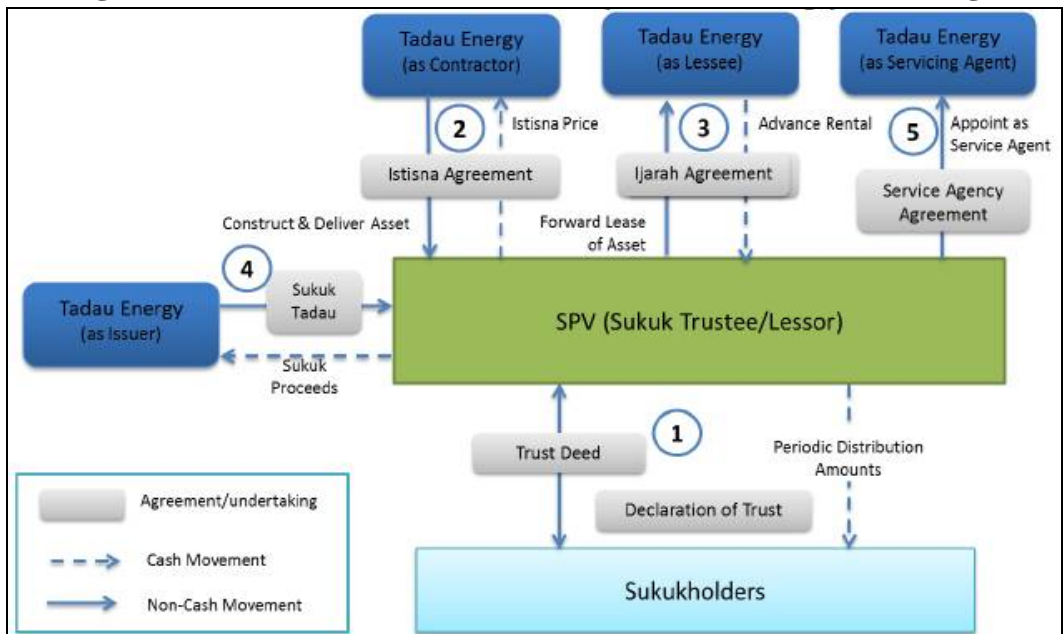 Tadau Energy
(as Contractor)
Tadau Energy
(as Lessee)
Tadau Energy
(as Servicing Agent)
2
Istisna Price
3
Advance Rental
5
Appoint as
Service Agent
Istisna Agreement
Ijarah Agreement
Service Agency
Agreement
Construct & Deliver Asset
Forward Lease
of Asset
4
Tadau Energy
(as Issuer)
Sukuk
Tadau
SPV (Sukuk Trustee/Lessor)
Sukuk
Proceeds
1
Trust Deed
Periodic Distribution
Amounts
Declaration of Trust
Agreement/undertaking
Cash Movement
Non-Cash Movement
Sukukholders